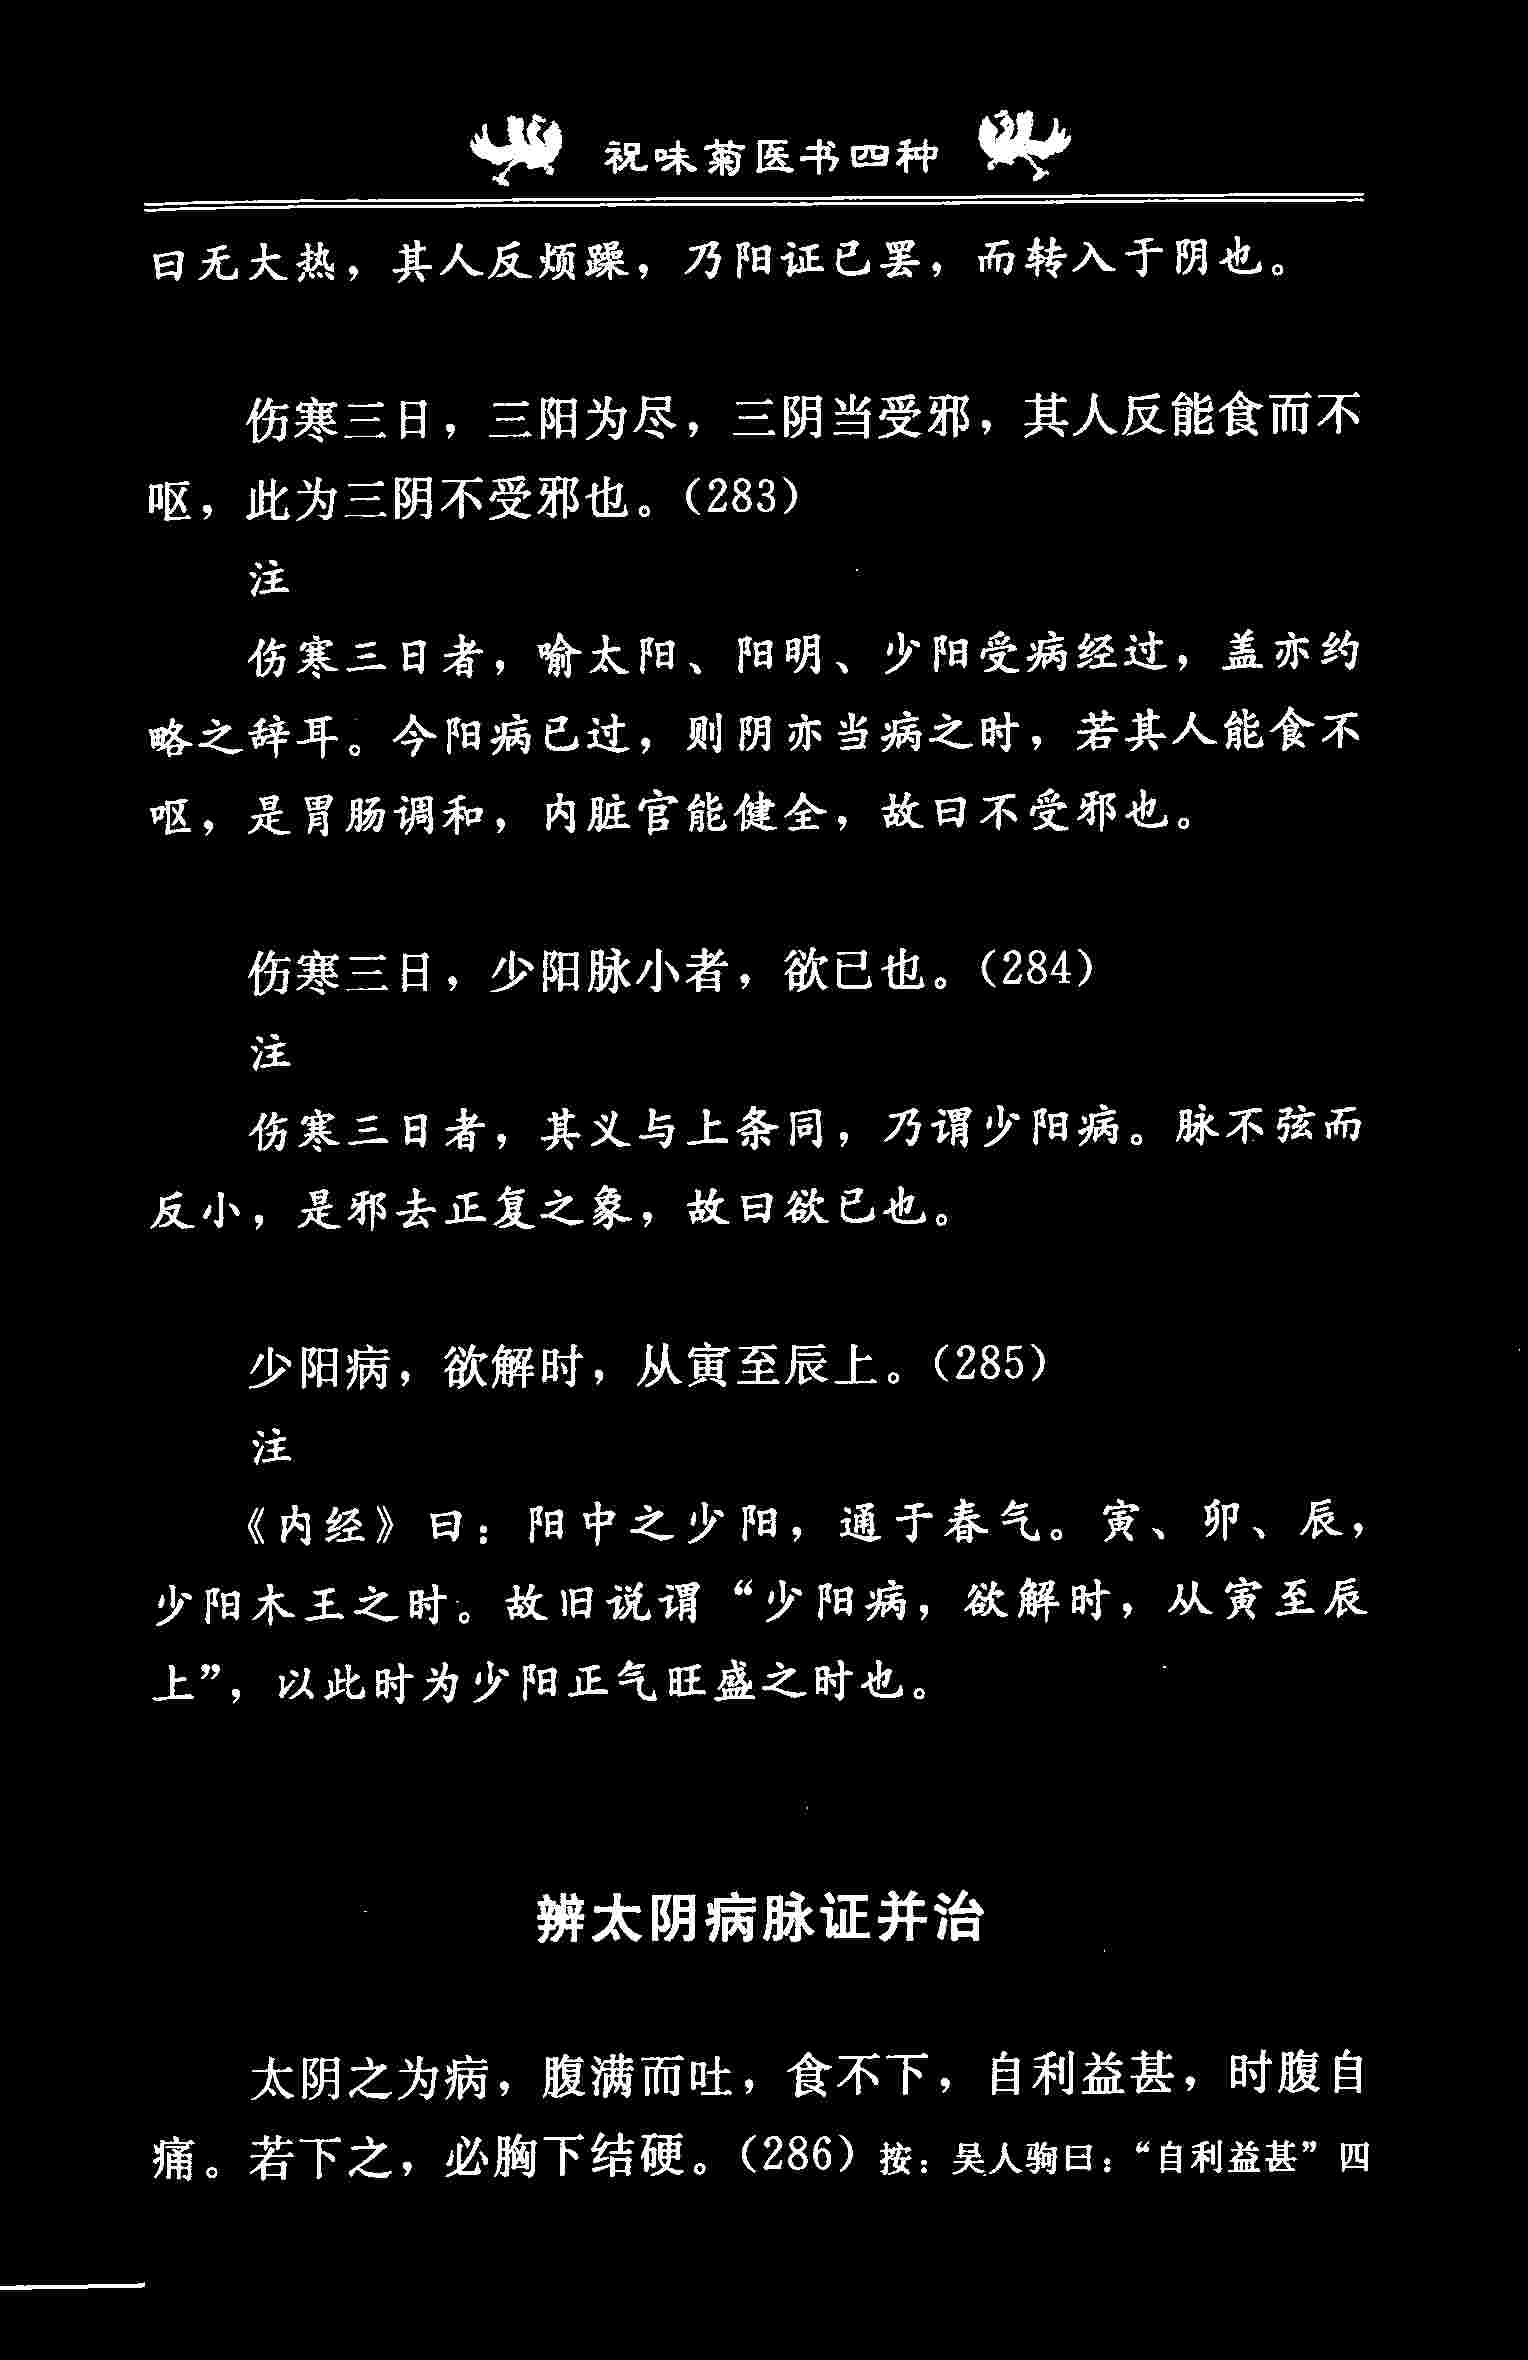 祝味菊医书四种
曰无大热，其人反烦躁，乃阳证已罢，而转入于阴也。
伤寒三日，三阳为尽，三阴当受邪，其人反能食而不
呕，此为三阴不受邪也。（283）
注
伤寒三日者，喻太阳、阳明、少阳受病经过，盖亦约
略之辞耳。今阳病已过，则阴亦当病之时，若其人能食不
呕，是胃肠调和，内脏官能健全，故曰不受邪也。
伤寒三日，少阳脉小者，欲已也。（284）
注
伤寒三日者，其义与上条同，乃谓少阳病。脉不弦而
反小，是邪去正复之象，故曰欲已也。
少阳病，欲解时，从寅至辰上。（285）
注
《内经》曰：阳中之少阳，通于春气。寅、卯、辰，
少阳木王之时。故旧说谓“少阳病，欲解时，从寅至辰
上”，以此时为少阳正气旺盛之时也。
辨太阴病脉证并治
太阴之为病，腹满而吐，食不下，自利益甚，时腹自
痛。若下之，必胸下结硬。（286）按：吴人驹曰：“自利益甚”四